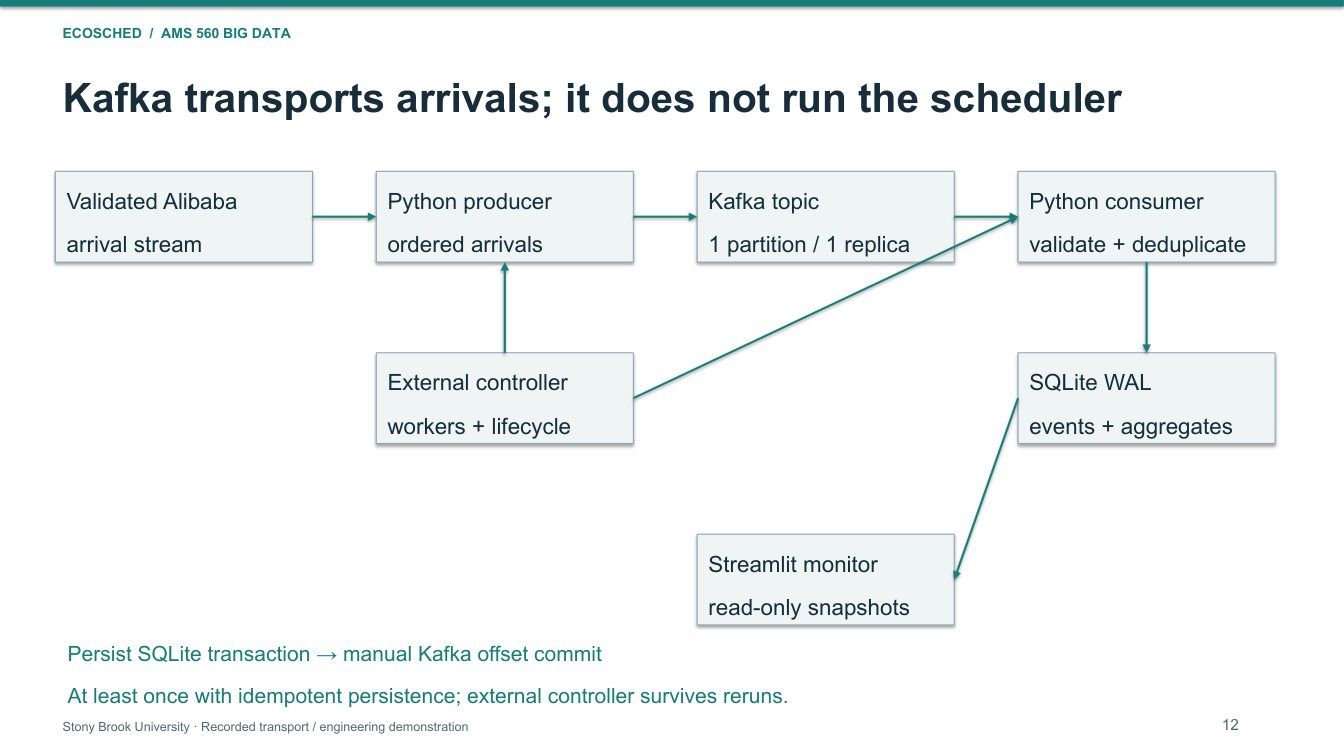 ECOSCHED / AMS 560 BIG DATA
Kafka transports arrivals; it does not run the scheduler
Validated Alibaba
arrival stream
Python producer
ordered arrivals
Kafka topic
1 partition / 1 replica
Python consumer
validate + deduplicate
External controller
workers + lifecycle
SQLite WAL
events + aggregates
Streamlit monitor
read-only snapshots
Persist SQLite transaction → manual Kafka offset commit
At least once with idempotent persistence; external controller survives reruns.
Stony Brook University · Recorded transport / engineering demonstration
12